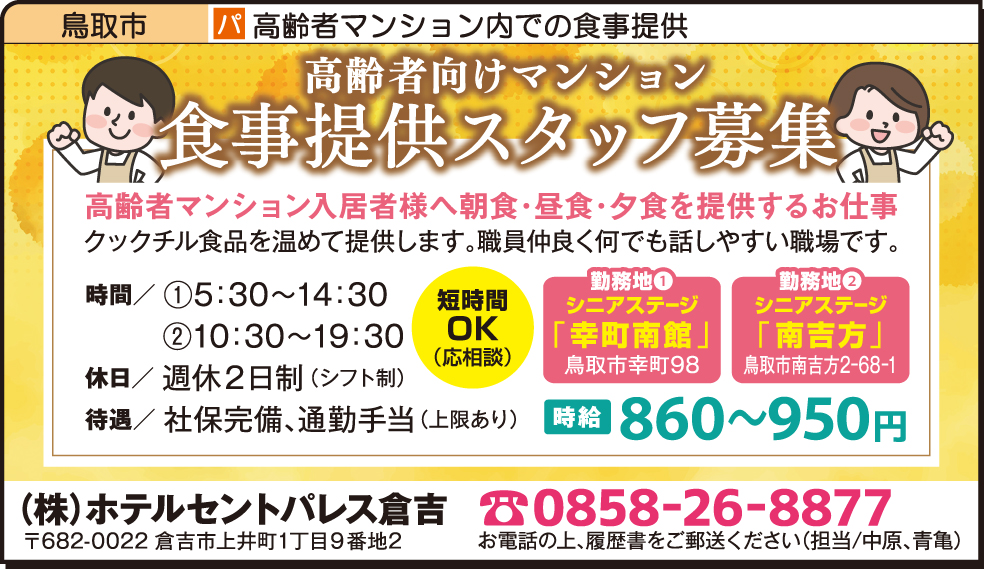 鳥取市
パ 高齢者マンション内での食事提供
高齢者向けマンション
食事提供スタッフ募集
高齢者マンション入居者様へ朝食・昼食・夕食を提供するお仕事
クックチル食品を温めて提供します。職員仲良く何でも話しやすい職場です。
時間／①5：30〜14：30
②10：30〜19：30
休日／週休2日制（シフト制）
待遇／社保完備、通勤手当（上限あり）
短時間
OK
（応相談）
勤務地❶
シニアステージ
「幸町南館」
鳥取市幸町98
勤務地❷
シニアステージ
「南吉方」
鳥取市南吉方2-68-1
時給 860〜950円
（株）ホテルセントパレス倉吉
〒682-0022 倉吉市上井町1丁目9番地2
☎0858-26-8877
お電話の上、履歴書をご郵送ください（担当/中原、青亀）